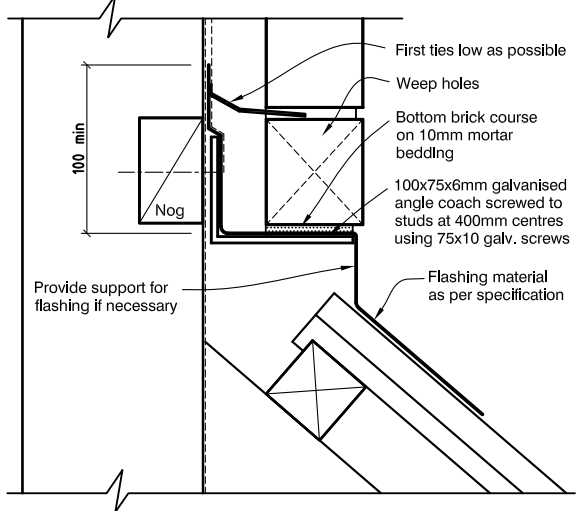 First ties low as possible
Weep holes
Bottom brick course
on 10mm mortar
bedding
100x75x6mm galvanised
angle coach screwed to
studs at 400mm centres
using 75x10 galv. screws
100 min
Nog
Provide support for
flashing if necessary
Flashing material
as per specification